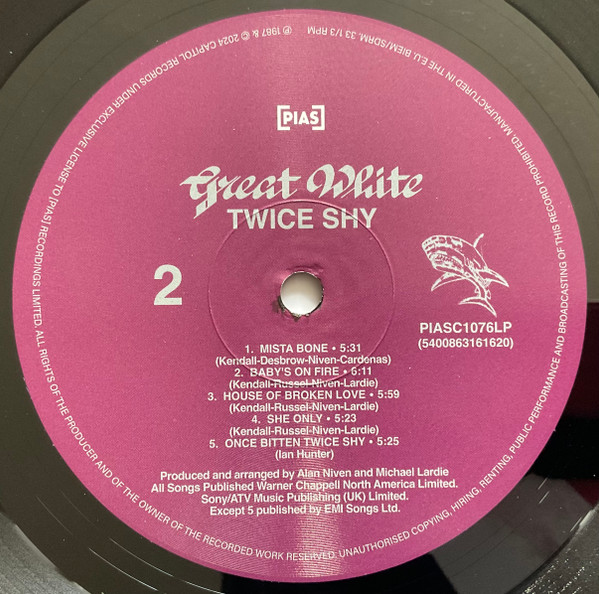 [PIAS]
Great White
TWICE SHY
2
PIASC1076LP
(5400863161620)
1. MISTA BONE • 5:31
(Kendall-Desbrow-Niven-Cardenas)
2. BABY'S ON FIRE • 6:11
(Kendall-Russel-Niven-Lardie)
3. HOUSE OF BROKEN LOVE • 5:59
(Kendall-Russel-Niven-Lardie)
4. SHE ONLY • 5:23
(Kendall-Russel-Niven-Lardie)
5. ONCE BITTEN TWICE SHY • 5:25
(Ian Hunter)
Produced and arranged by Alan Niven and Michael Lardie
All Songs Published Warner Chappell North America Limited.
Sony/ATV Music Publishing (UK) Limited.
Except 5 published by EMI Songs Ltd.
℗ 1987 & © 2024 CAPITOL RECORDS UNDER EXCLUSIVE LICENSE TO [PIAS] RECORDINGS LIMITED. ALL RIGHTS OF THE PRODUCER AND OF THE OWNER OF THE RECORDED WORK RESERVED. UNAUTHORISED COPYING, HIRING, RENTING, PUBLIC PERFORMANCE AND BROADCASTING OF THIS RECORD PROHIBITED. MANUFACTURED IN THE E.U. BIEM/SDRM. 33 1/3 RPM